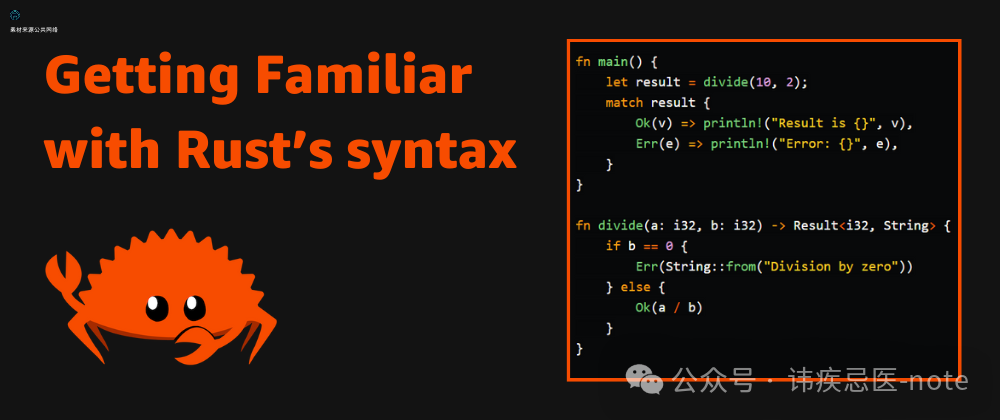 素材来源公共网络
Getting Familiar
with Rust’s syntax
fn main() {
    let result = divide(10, 2);
    match result {
        Ok(v) => println!("Result is {}", v),
        Err(e) => println!("Error: {}", e),
    }
}

fn divide(a: i32, b: i32) -> Result<i32, String> {
    if b == 0 {
        Err(String::from("Division by zero"))
    } else {
        Ok(a / b)
    }
}
公众号 · 讳疾忌医-note